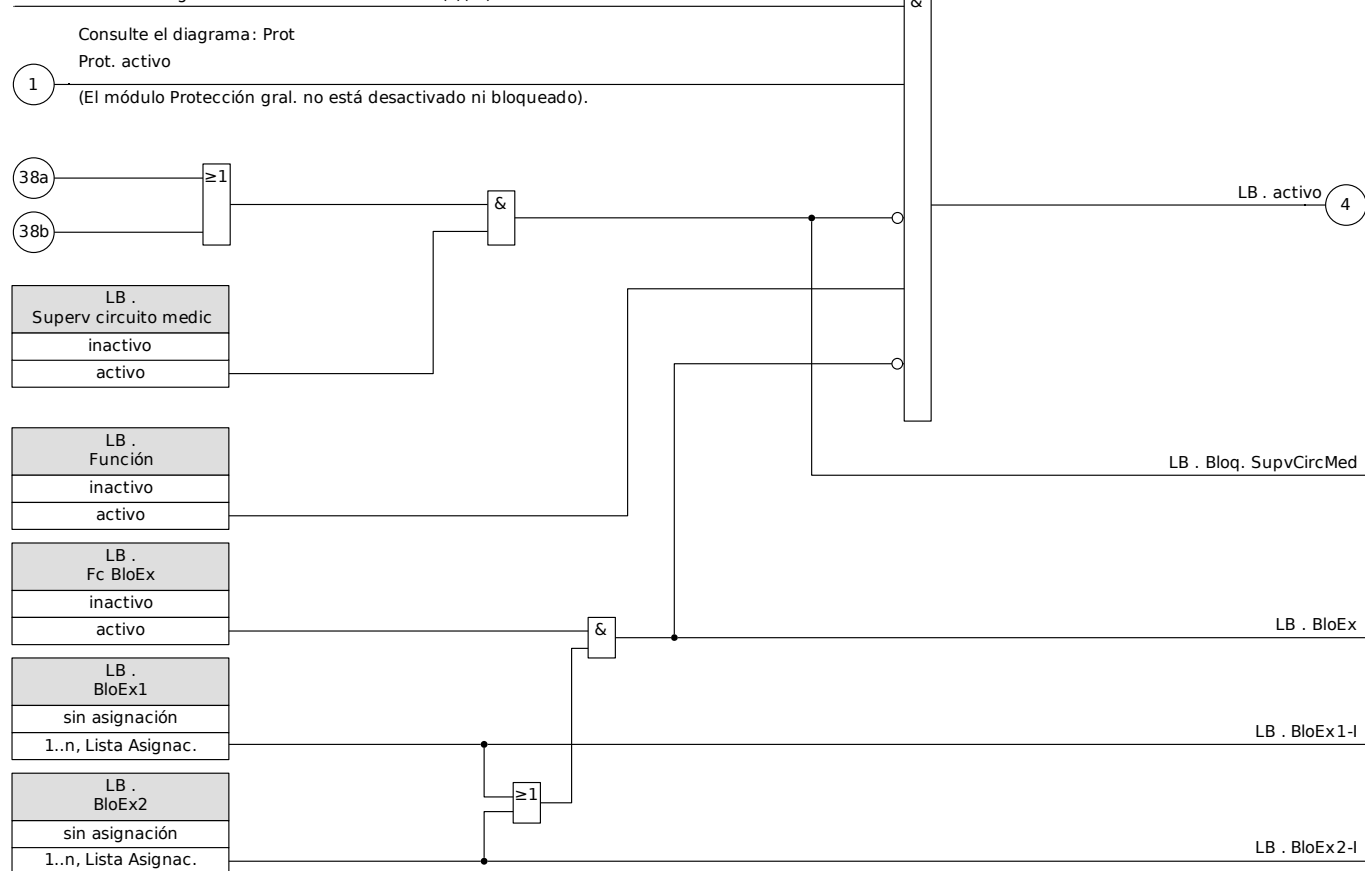 &
Consulte el diagrama: Prot
Prot. activo
1
(El módulo Protección gral. no está desactivado ni bloqueado).
38a
≥1
38b
&
LB . activo
4
LB .
Superv circuito medic
inactivo
activo
LB .
Función
inactivo
activo
LB . Bloq. SupvCircMed
LB .
Fc BloEx
inactivo
activo
&
LB . BloEx
LB .
BloEx1
sin asignación
1..n, Lista Asignac.
LB . BloEx1-I
LB .
BloEx2
≥1
sin asignación
1..n, Lista Asignac.
LB . BloEx2-I